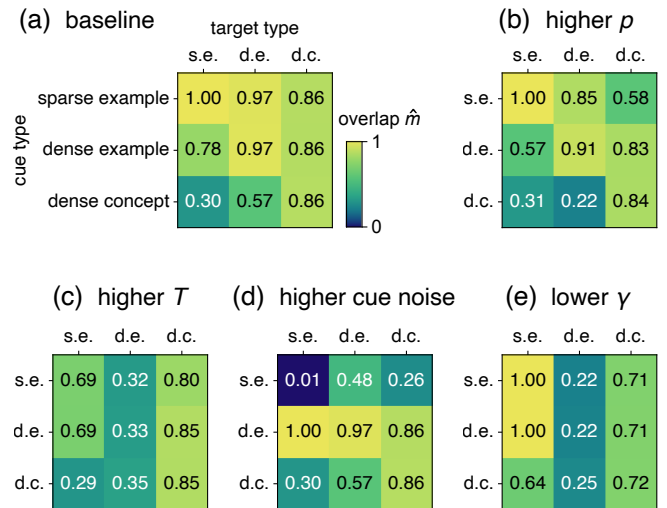 (a) baseline
target type
s.e. d.e. d.c.
cue type
sparse example 1.00 0.97 0.86
dense example 0.78 0.97 0.86
dense concept 0.30 0.57 0.86
overlap m̂
1
0
(b) higher p
s.e. d.e. d.c.
s.e. 1.00 0.85 0.58
d.e. 0.57 0.91 0.83
d.c. 0.31 0.22 0.84
(c) higher T
s.e. d.e. d.c.
s.e. 0.69 0.32 0.80
d.e. 0.69 0.33 0.85
d.c. 0.29 0.35 0.85
(d) higher cue noise
s.e. d.e. d.c.
s.e. 0.01 0.48 0.26
d.e. 1.00 0.97 0.86
d.c. 0.30 0.57 0.86
(e) lower γ
s.e. d.e. d.c.
s.e. 1.00 0.22 0.71
d.e. 1.00 0.22 0.71
d.c. 0.64 0.25 0.72